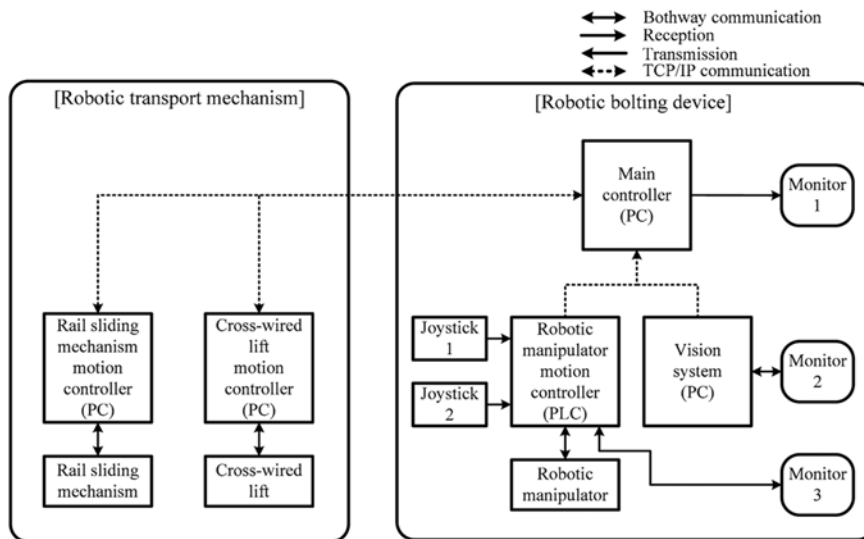 Bothway communication
Reception
Transmission
TCP/IP communication
[Robotic transport mechanism]
[Robotic bolting device]
Main
controller
(PC)
Monitor
1
Rail sliding
mechanism
motion
controller
(PC)
Cross-wired
lift
motion
controller
(PC)
Joystick
1
Joystick
2
Robotic
manipulator
motion
controller
(PLC)
Vision
system
(PC)
Monitor
2
Rail sliding
mechanism
Cross-wired
lift
Robotic
manipulator
Monitor
3